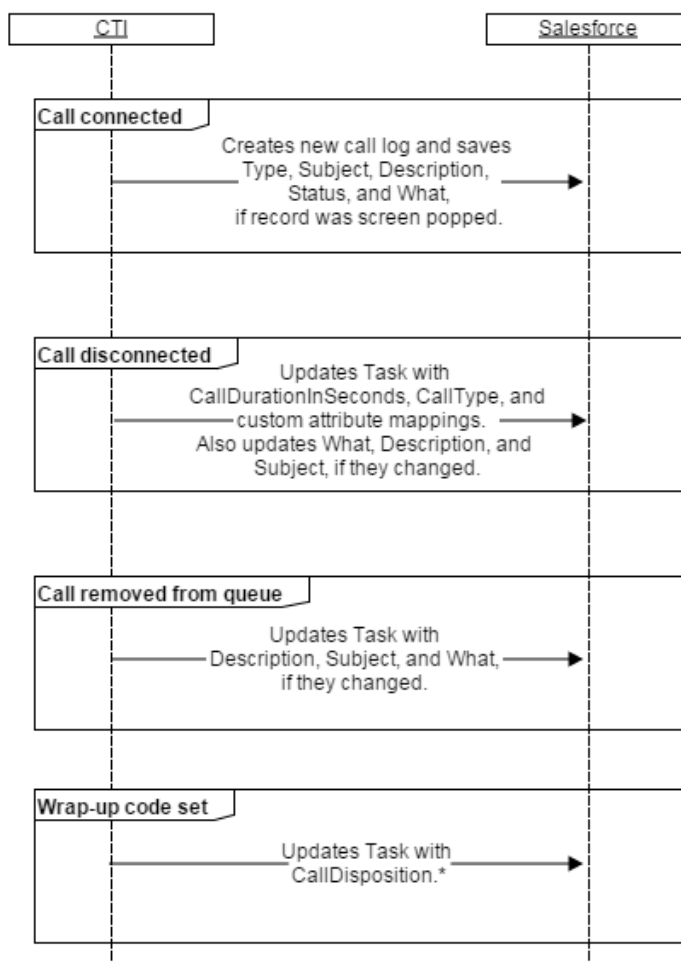 CTI
Salesforce
Call connected
Creates new call log and saves
Type, Subject, Description,
Status, and What,
if record was screen popped.
Call disconnected
Updates Task with
CallDurationInSeconds, CallType, and
custom attribute mappings.
Also updates What, Description, and
Subject, if they changed.
Call removed from queue
Updates Task with
Description, Subject, and What,
if they changed.
Wrap-up code set
Updates Task with
CallDisposition.*